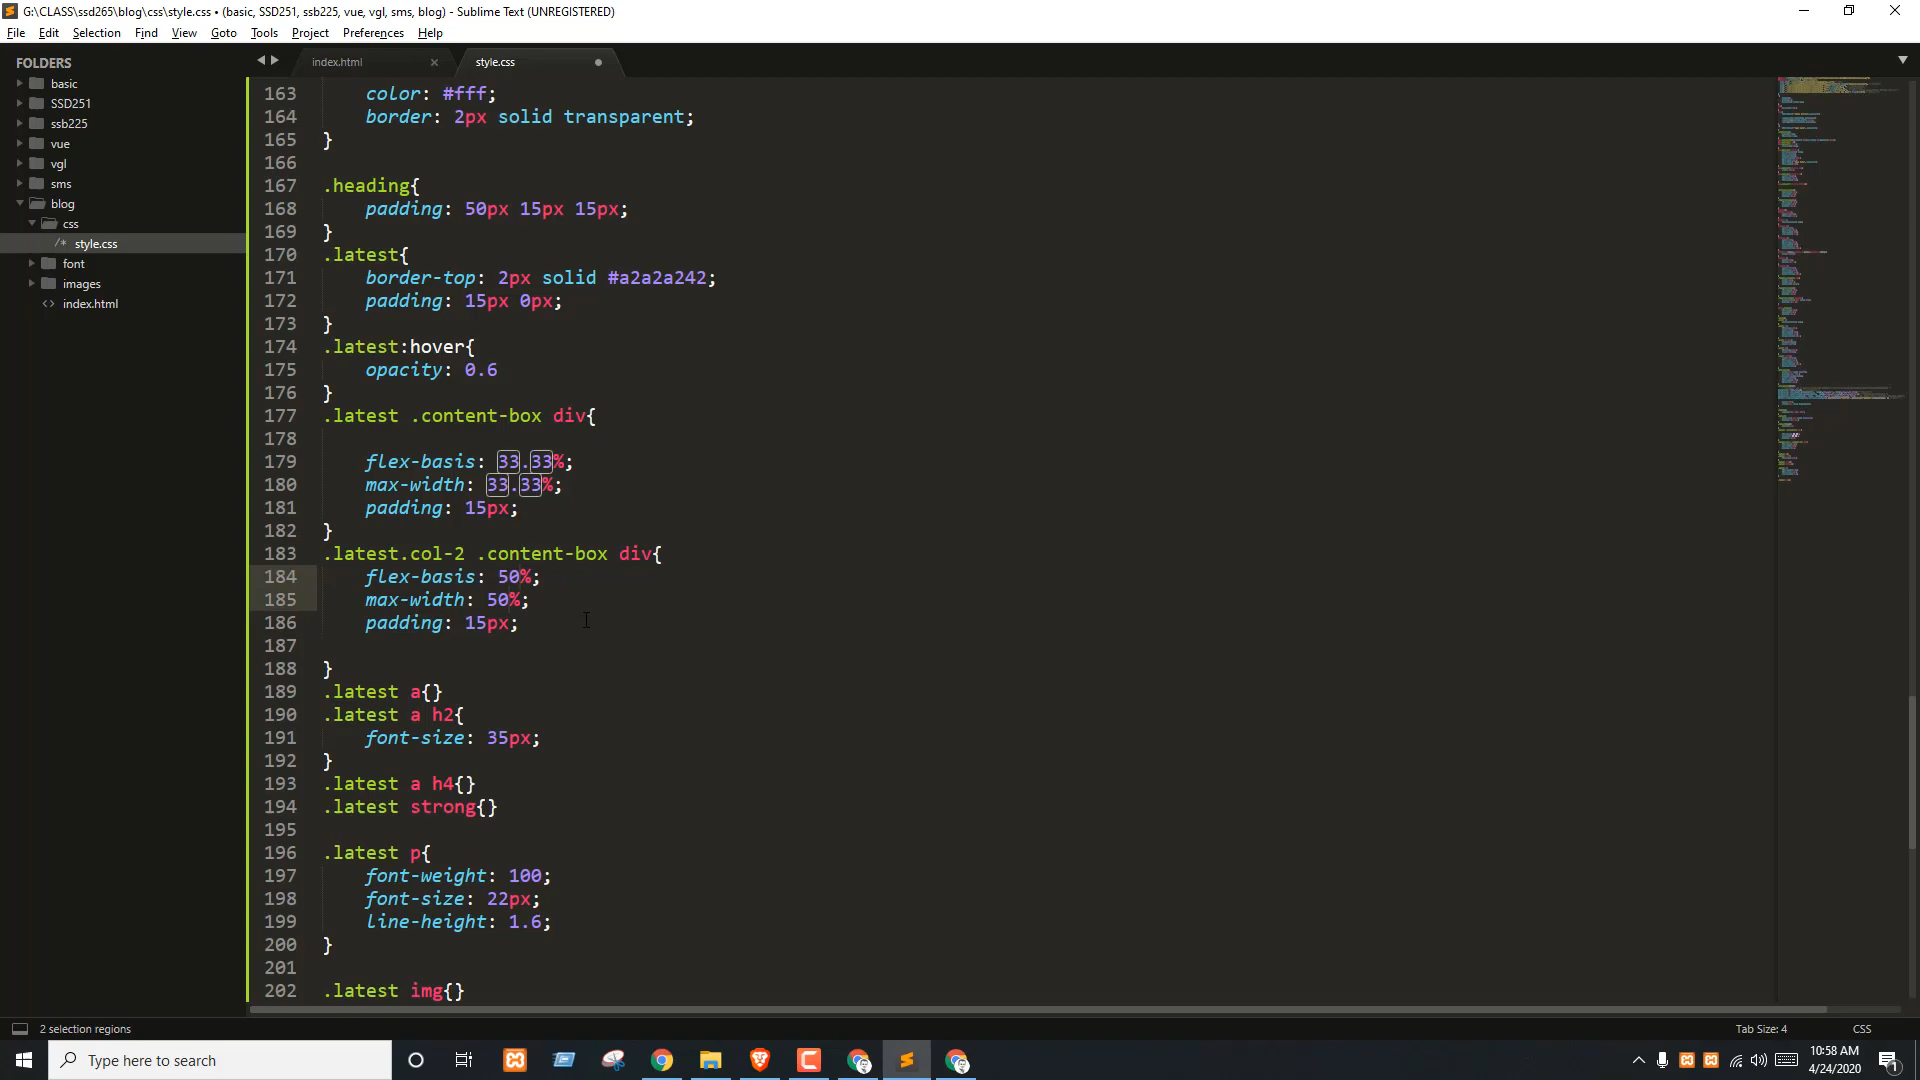 G:\CLASS\ssd265\blog\css\style.css • (basic, SSD251, ssb225, vue, vgl, sms, blog) - Sublime Text (UNREGISTERED)
File Edit Selection Find View Goto Tools Project Preferences Help
FOLDERS
basic
SSD251
ssb225
vue
vgl
sms
blog
css
/* style.css
font
images
<> index.html
index.html
style.css
163 color: #fff;
164 border: 2px solid transparent;
165 }
166
167 .heading{
168 padding: 50px 15px 15px;
169 }
170 .latest{
171 border-top: 2px solid #a2a2a242;
172 padding: 15px 0px;
173 }
174 .latest:hover{
175 opacity: 0.6
176 }
177 .latest .content-box div{
178
179 flex-basis: 33.33%;
180 max-width: 33.33%;
181 padding: 15px;
182 }
183 .latest.col-2 .content-box div{
184 flex-basis: 50%;
185 max-width: 50%;
186 padding: 15px;
187
188 }
189 .latest a{}
190 .latest a h2{
191 font-size: 35px;
192 }
193 .latest a h4{}
194 .latest strong{}
195
196 .latest p{
197 font-weight: 100;
198 font-size: 22px;
199 line-height: 1.6;
200 }
201
202 .latest img{}
2 selection regions
Tab Size: 4
CSS
Type here to search
10:58 AM
4/24/2020
1